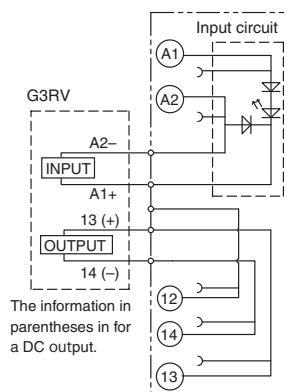 Input circuit
A1
A2
G3RV
A2–
INPUT
A1+
13 (+)
OUTPUT
14 (–)
The information in
parentheses in for
a DC output.
12
14
13